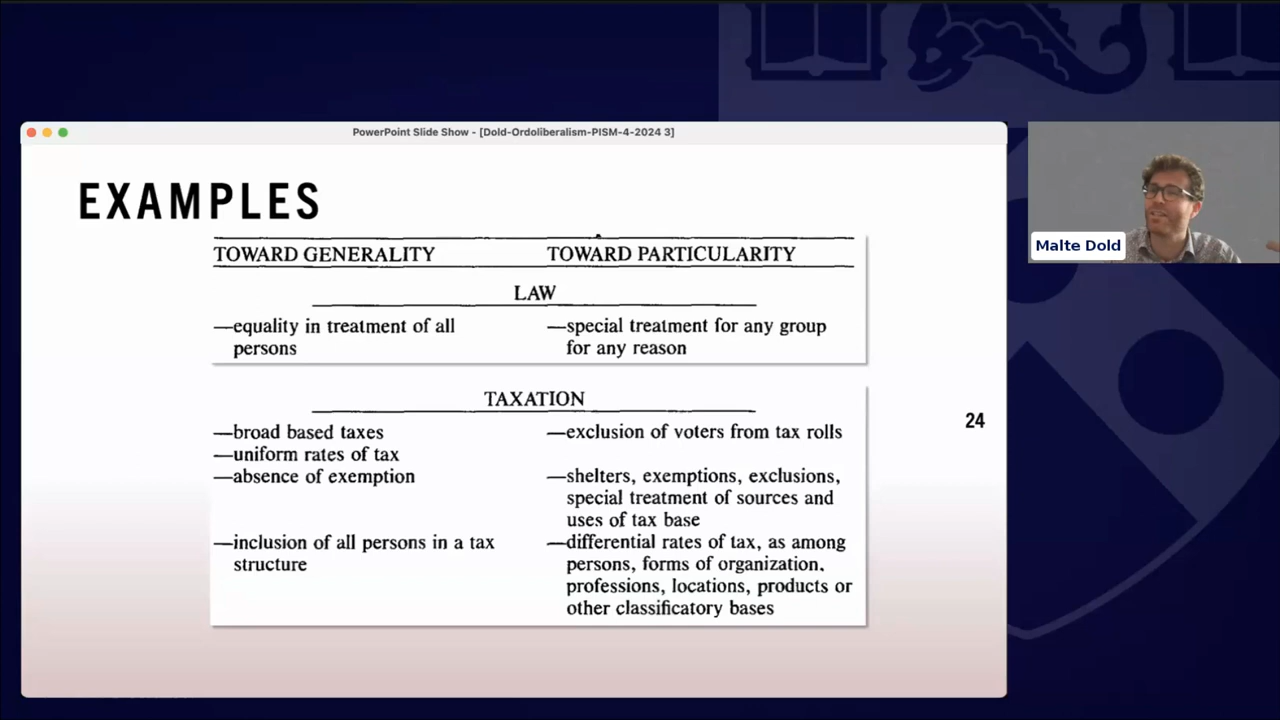 PowerPoint Slide Show - [Dold-Ordoliberalism-PISM-4-2024 3]
EXAMPLES
TOWARD GENERALITY
TOWARD PARTICULARITY
LAW
—equality in treatment of all
persons
—special treatment for any group
for any reason
TAXATION
—broad based taxes
—uniform rates of tax
—absence of exemption
—inclusion of all persons in a tax
structure
—exclusion of voters from tax rolls
—shelters, exemptions, exclusions,
special treatment of sources and
uses of tax base
—differential rates of tax, as among
persons, forms of organization,
professions, locations, products or
other classificatory bases
24
Malte Dold